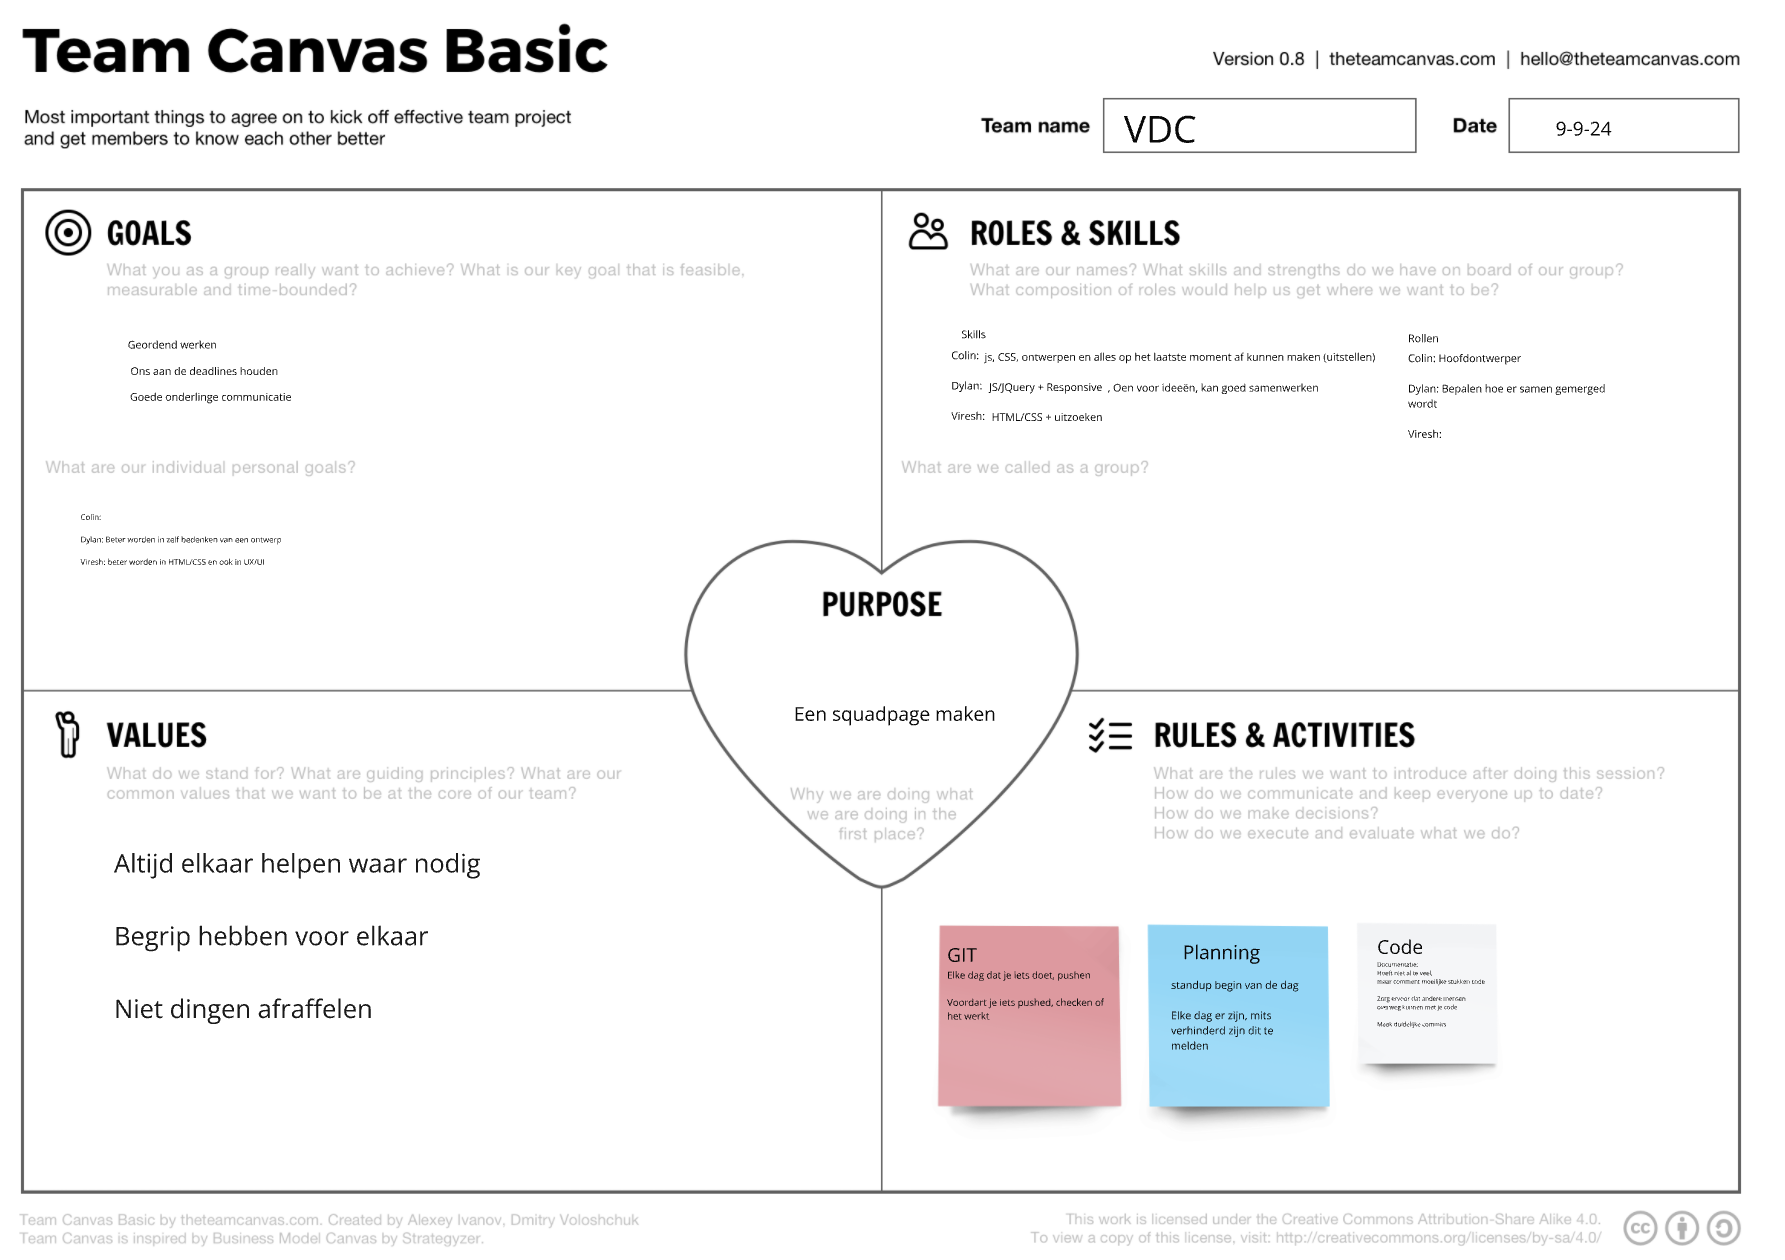 Team Canvas Basic
Version 0.8 | theteamcanvas.com | hello@theteamcanvas.com
Most important things to agree on to kick off effective team project
and get members to know each other better
Team name
VDC
Date
9-9-24
GOALS
What you as a group really want to achieve? What is our key goal that is feasible,
measurable and time-bounded?
Geordend werken
Ons aan de deadlines houden
Goede onderlinge communicatie
What are our individual personal goals?
Colin:
Dylan: Beter worden in zelf bedenken van een ontwerp
Viresh: beter worden in HTML/CSS en ook in UX/UI
ROLES & SKILLS
What are our names? What skills and strengths do we have on board of our group?
What composition of roles would help us get where we want to be?
Skills
Colin: js, CSS, ontwerpen en alles op het laatste moment af kunnen maken (uitstellen)
Dylan: JS/JQuery + Responsive , Oen voor ideeën, kan goed samenwerken
Viresh: HTML/CSS + uitzoeken
Rollen
Colin: Hoofdontwerper
Dylan: Bepalen hoe er samen gemerged
wordt
Viresh:
What are we called as a group?
PURPOSE
Een squadpage maken
Why we are doing what
we are doing in the
first place?
VALUES
What do we stand for? What are guiding principles? What are our
common values that we want to be at the core of our team?
Altijd elkaar helpen waar nodig
Begrip hebben voor elkaar
Niet dingen afraffelen
RULES & ACTIVITIES
What are the rules we want to introduce after doing this session?
How do we communicate and keep everyone up to date?
How do we make decisions?
How do we execute and evaluate what we do?
GIT
Elke dag dat je iets doet, pushen
Voordart je iets pushed, checken of
het werkt
Planning
standup begin van de dag
Elke dag er zijn, mits
verhinderd zijn dit te
melden
Code
Documentatie:
Hoeft niet al te veel,
maar comment moeilijke stukken code
Zorg ervoor dat andere mensen
overweg kunnen met je code
Maak duidelijke commits
Team Canvas Basic by theteamcanvas.com. Created by Alexey Ivanov, Dmitry Voloshchuk
Team Canvas is inspired by Business Model Canvas by Strategyzer.
This work is licensed under the Creative Commons Attribution-Share Alike 4.0.
To view a copy of this license, visit: http://creativecommons.org/licenses/by-sa/4.0/
cc